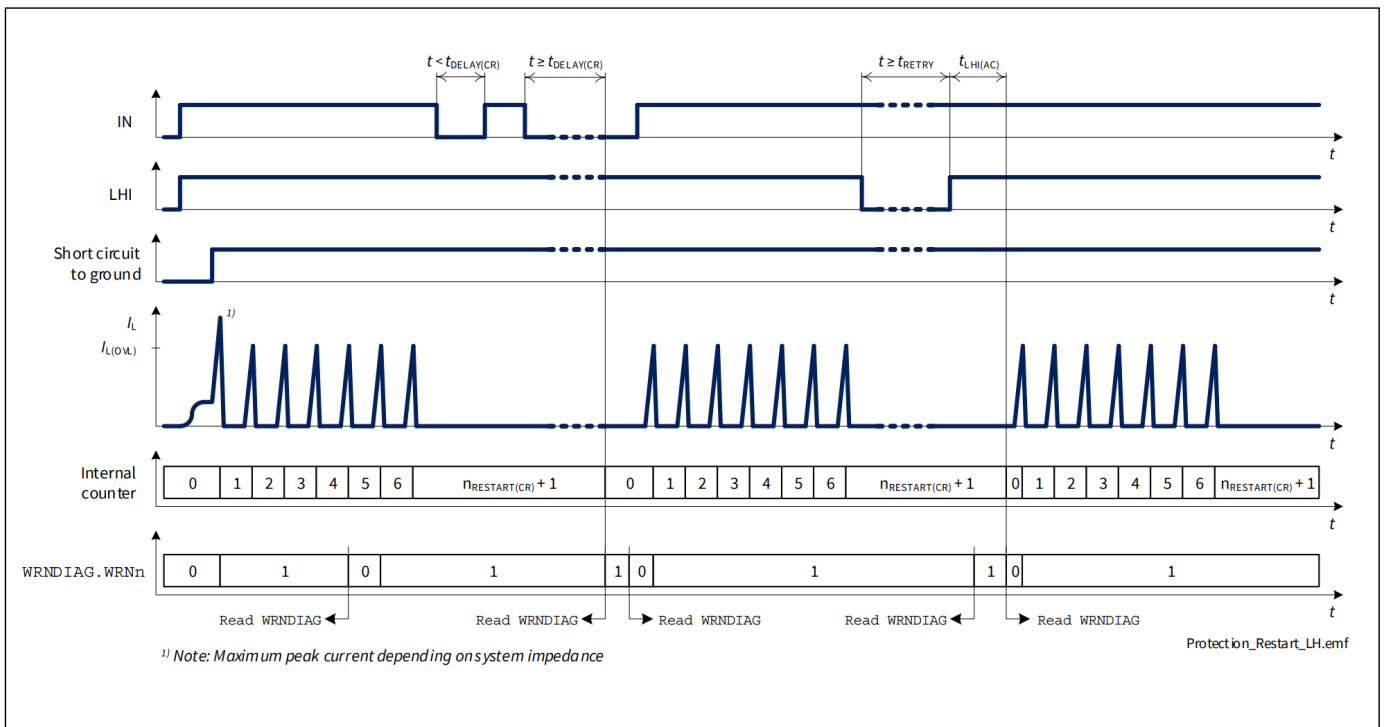 t < tDELAY(CR) t ≥ tDELAY(CR) t ≥ tRETRY tLHI(AC)
IN
t
LHI
t
Short circuit
to ground
t
IL
1)
IL(OVL)
t
Internal
counter
0 1 2 3 4 5 6 nRESTART(CR) + 1 0 1 2 3 4 5 6 nRESTART(CR) + 1 0 1 2 3 4 5 6 nRESTART(CR) + 1
t
WRNDIAG.WRNn
0 1 0 1 1 0 1 1 0 1
t
Read WRNDIAG Read WRNDIAG Read WRNDIAG Read WRNDIAG Read WRNDIAG
Protection_Restart_LH.emf
1) Note: Maximum peak current depending on system impedance